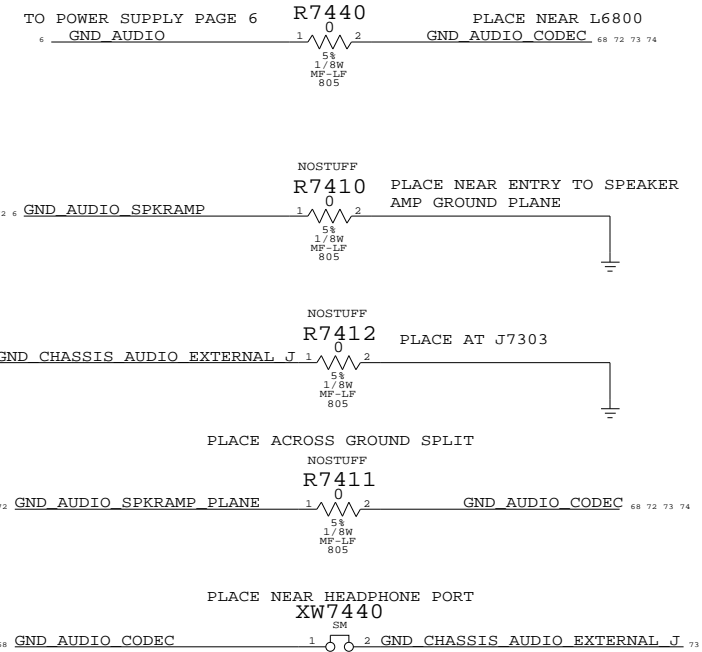 TO POWER SUPPLY PAGE 6 R7440 PLACE NEAR L6800
0
6 GND_AUDIO 1 2 GND_AUDIO_CODEC 68 72 73 74
5%
1/8W
MF-LF
805
NOSTUFF
R7410 PLACE NEAR ENTRY TO SPEAKER
0 AMP GROUND PLANE
2 6 GND_AUDIO_SPKRAMP 1 2
5%
1/8W
MF-LF
805
NOSTUFF
R7412 PLACE AT J7303
0
GND_CHASSIS_AUDIO_EXTERNAL_J 1 2
5%
1/8W
MF-LF
805
PLACE ACROSS GROUND SPLIT
NOSTUFF
R7411
0
72 GND_AUDIO_SPKRAMP_PLANE 1 2 GND_AUDIO_CODEC 68 72 73 74
5%
1/8W
MF-LF
805
PLACE NEAR HEADPHONE PORT
XW7440
SM
68 GND_AUDIO_CODEC 1 2 GND_CHASSIS_AUDIO_EXTERNAL_J 73